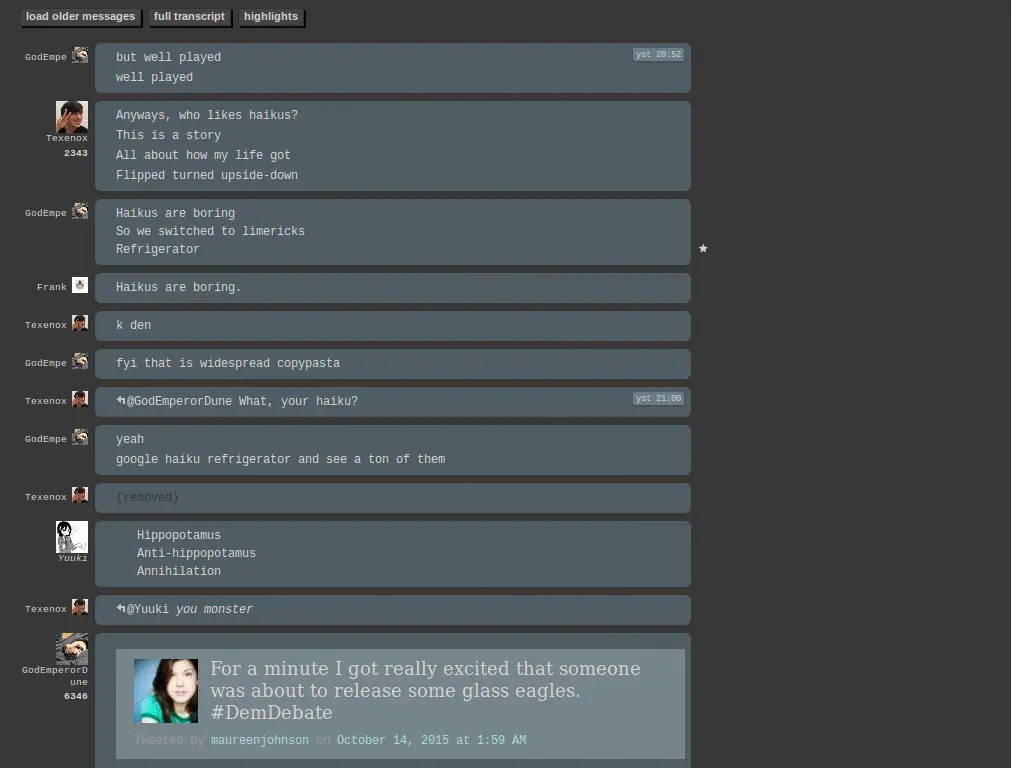 load older messages full transcript highlights
GodEmpe
but well played
yst 20:52
well played
Texenox
2343
Anyways, who likes haikus?
This is a story
All about how my life got
Flipped turned upside-down
GodEmpe
Haikus are boring
So we switched to limericks
Refrigerator
Frank
Haikus are boring.
Texenox
k den
GodEmpe
fyi that is widespread copypasta
Texenox
@GodEmperorDune What, your haiku?
yst 21:00
GodEmpe
yeah
google haiku refrigerator and see a ton of them
Texenox
(removed)
Yuuki
Hippopotamus
Anti-hippopotamus
Annihilation
Texenox
@Yuuki you monster
GodEmperorD
une
6346
For a minute I got really excited that someone
was about to release some glass eagles.
#DemDebate
Tweeted by maureenjohnson on October 14, 2015 at 1:59 AM